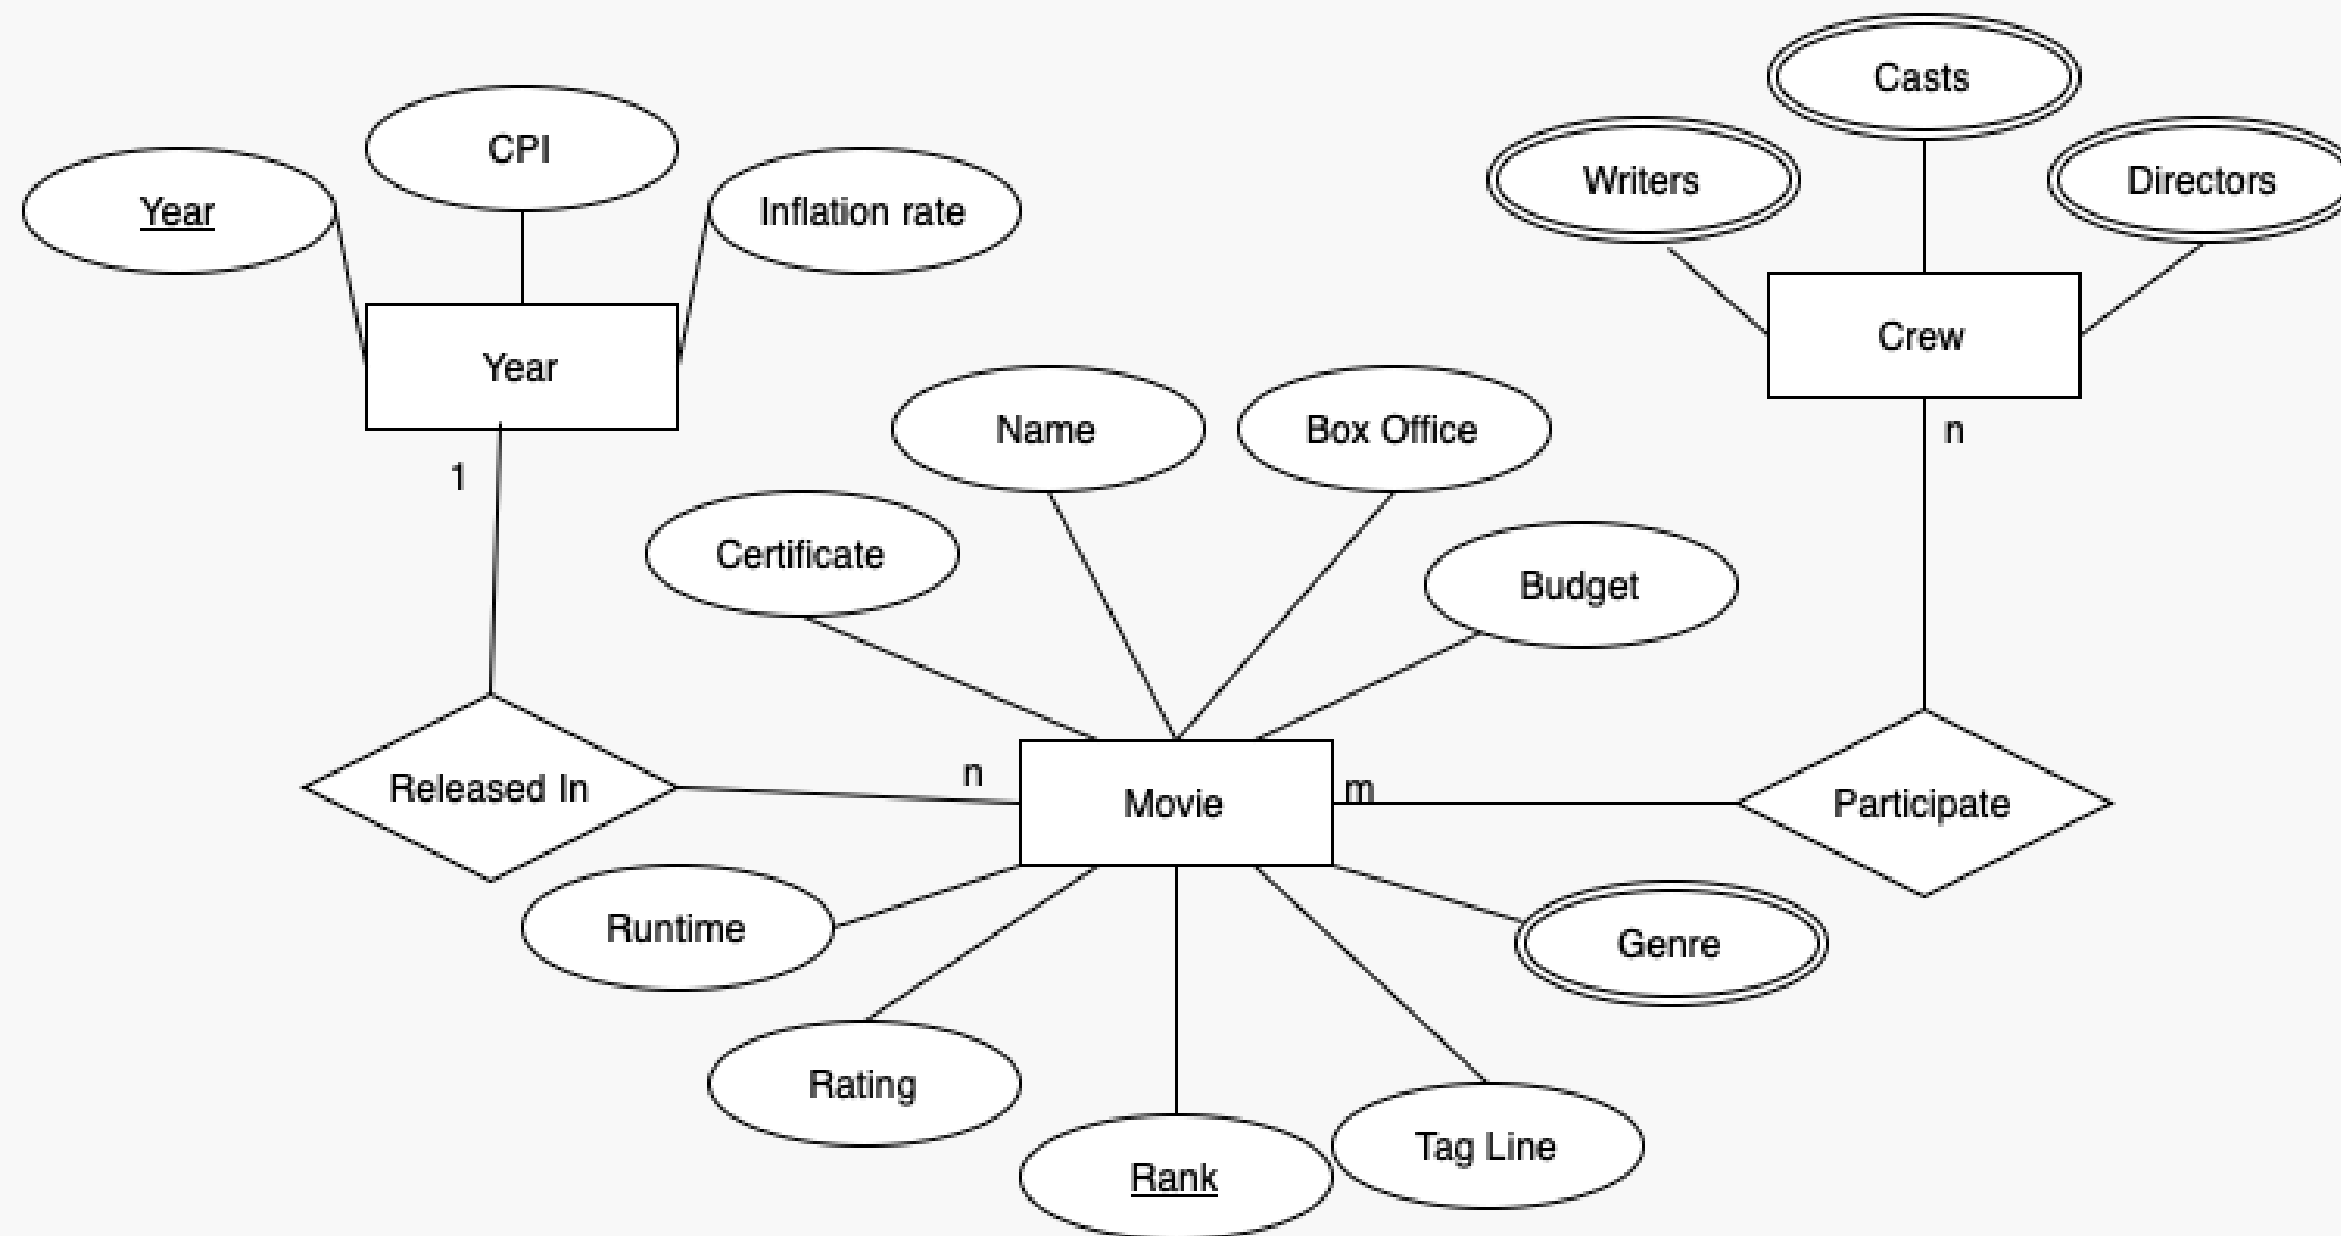 Casts
CPI
Writers
Directors
Year
Inflation rate
Crew
Year
Name
Box Office
n
1
Certificate
Budget
n
m
Released In
Movie
Participate
Runtime
Genre
Rating
Tag Line
Rank